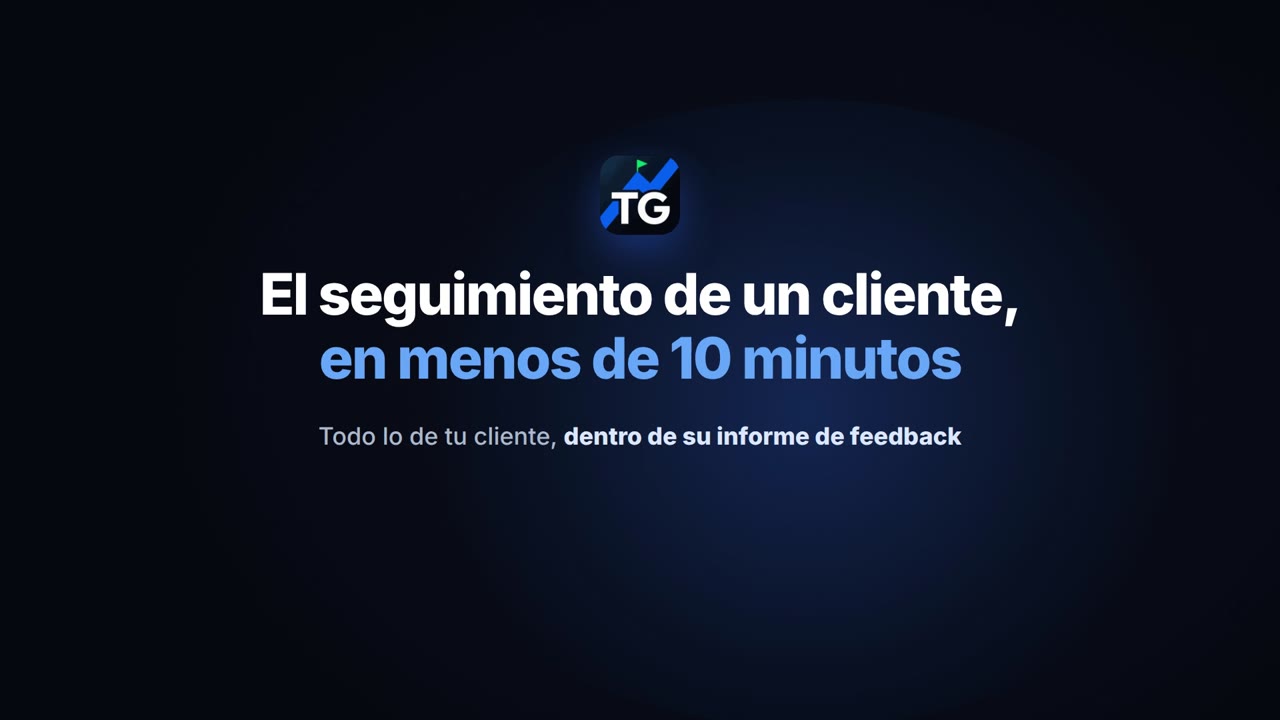 TG
El seguimiento de un cliente,
en menos de 10 minutos
Todo lo de tu cliente, dentro de su informe de feedback